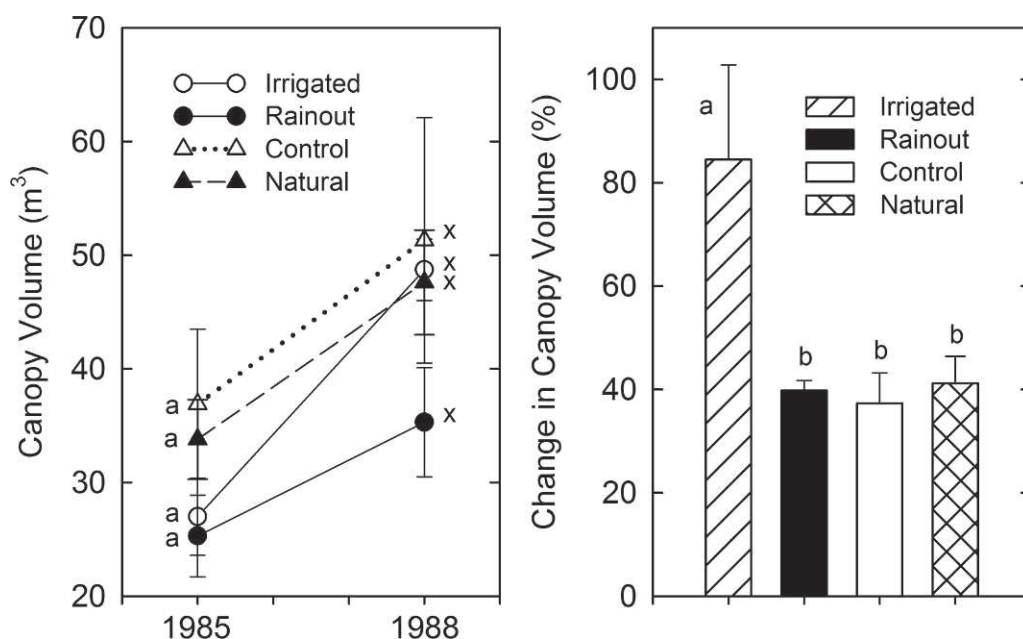 Canopy Volume (m³)
70
60
50
40
30
20
Irrigated
Rainout
Control
Natural
a
a
a
a
x
x
x
x
1985
1988
Change in Canopy Volume (%)
100
80
60
40
20
0
Irrigated
Rainout
Control
Natural
a
b
b
b